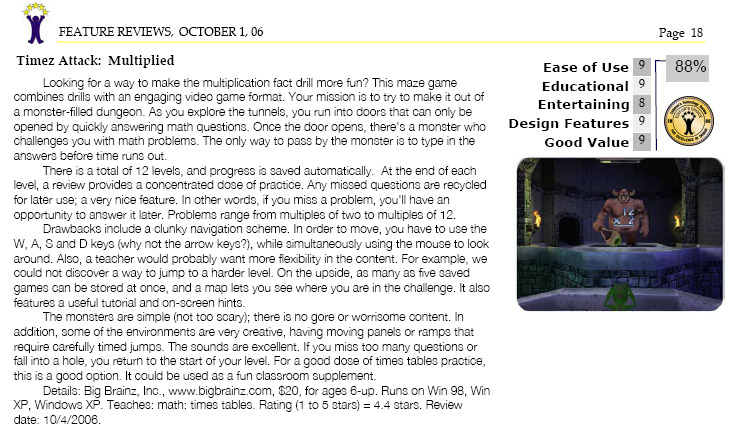 FEATURE REVIEWS, OCTOBER 1, 06
Page 18
Timez Attack: Multiplied
Looking for a way to make the multiplication fact drill more fun? This maze game
combines drills with an engaging video game format. Your mission is to try to make it out of
a monster-filled dungeon. As you explore the tunnels, you run into doors that can only be
opened by quickly answering math questions. Once the door opens, there's a monster who
challenges you with math problems. The only way to pass by the monster is to type in the
answers before time runs out.
There is a total of 12 levels, and progress is saved automatically. At the end of each
level, a review provides a concentrated dose of practice. Any missed questions are recycled
for later use; a very nice feature. In other words, if you miss a problem, you'll have an
opportunity to answer it later. Problems range from multiples of two to multiples of 12.
Drawbacks include a clunky navigation scheme. In order to move, you have to use the
W, A, S and D keys (why not the arrow keys?), while simultaneously using the mouse to look
around. Also, a teacher would probably want more flexibility in the content. For example, we
could not discover a way to jump to a harder level. On the upside, as many as five saved
games can be stored at once, and a map lets you see where you are in the challenge. It also
features a useful tutorial and on-screen hints.
The monsters are simple (not too scary); there is no gore or worrisome content. In
addition, some of the environments are very creative, having moving panels or ramps that
require carefully timed jumps. The sounds are excellent. If you miss too many questions or
fall into a hole, you return to the start of your level. For a good dose of times tables practice,
this is a good option. It could be used as a fun classroom supplement.
Details: Big Brainz, Inc., www.bigbrainz.com, $20, for ages 6-up. Runs on Win 98, Win
XP, Windows XP. Teaches: math: times tables. Rating (1 to 5 stars) = 4.4 stars. Review
date: 10/4/2006.
Ease of Use 9
Educational 9
Entertaining 8
Design Features 9
Good Value 9
88%
12
x 2